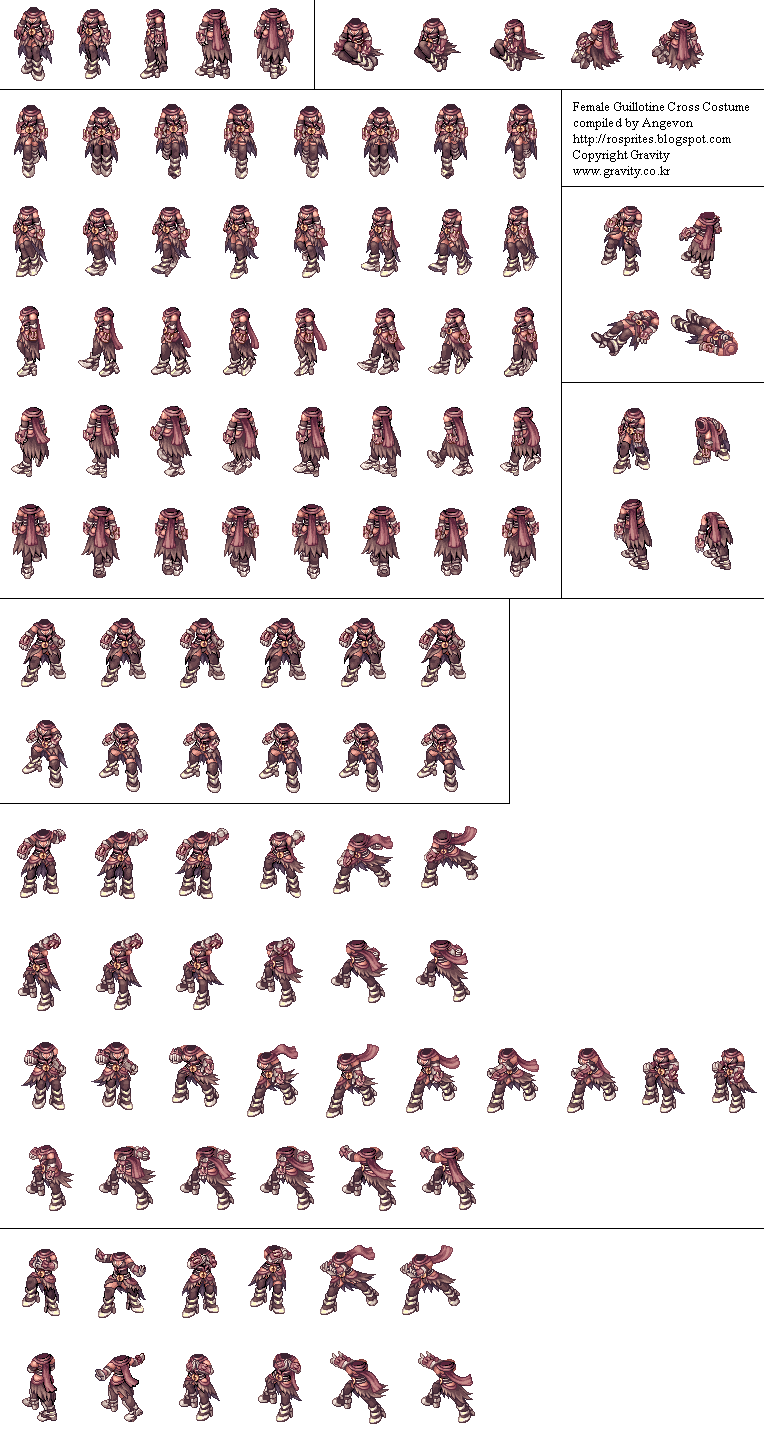 Female Guillotine Cross Costume
compiled by Angevon
http://rosprites.blogspot.com
Copyright Gravity
www.gravity.co.kr